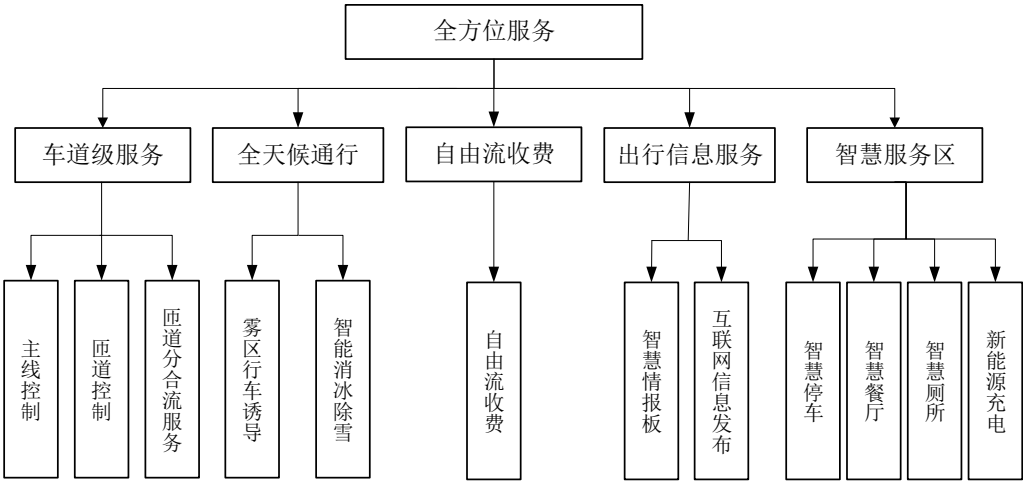 全方位服务
车道级服务
全天候通行
自由流收费
出行信息服务
智慧服务区
主线控制
匝道控制
匝道分合流服务
雾区行车诱导
智能消冰除雪
自由流收费
智慧情报板
互联网信息发布
智慧停车
智慧餐厅
智慧厕所
新能源充电